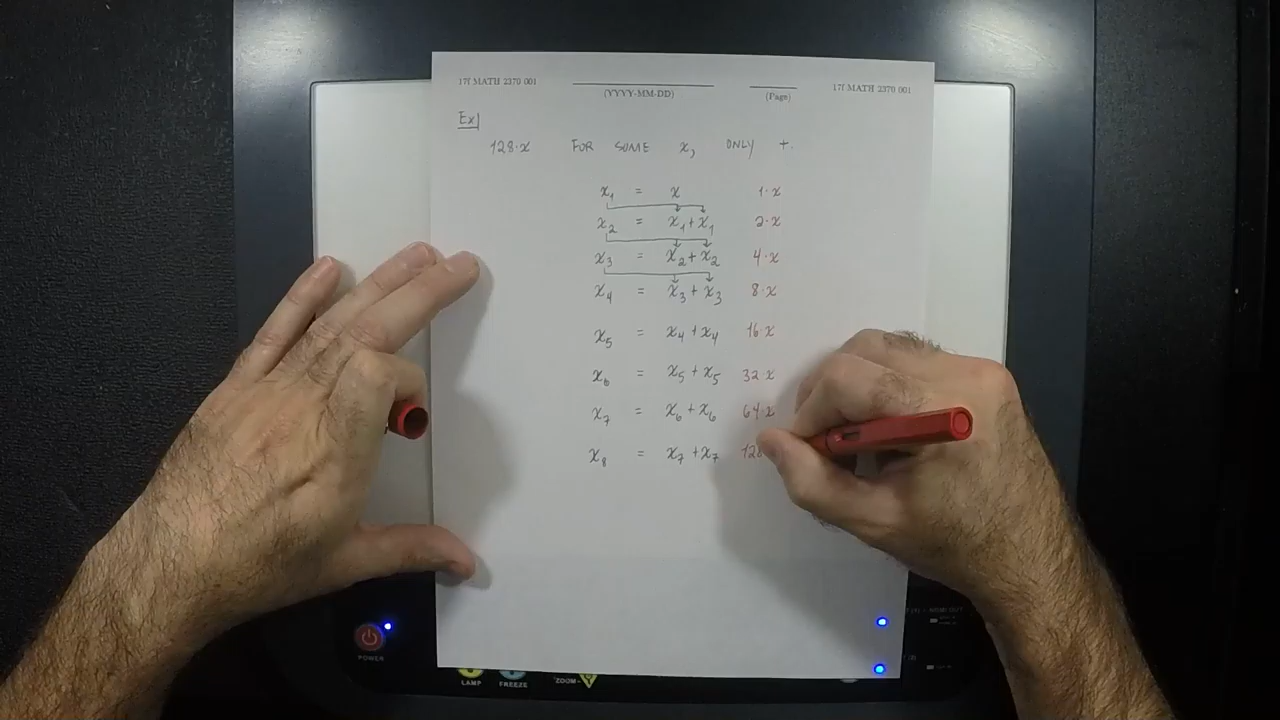 17f MATH 2370 001 (YYYY-MM-DD) (Page) 17f MATH 2370 001
Ex
128·x FOR SOME x, ONLY +.
x₁ = x 1·x
x₂ = x₁+x₁ 2·x
x₃ = x₂+x₂ 4·x
x₄ = x₃+x₃ 8·x
x₅ = x₄+x₄ 16·x
x₆ = x₅+x₅ 32·x
x₇ = x₆+x₆ 64·x
x₈ = x₇+x₇ 128
POWER LAMP FREEZE ZOOM-